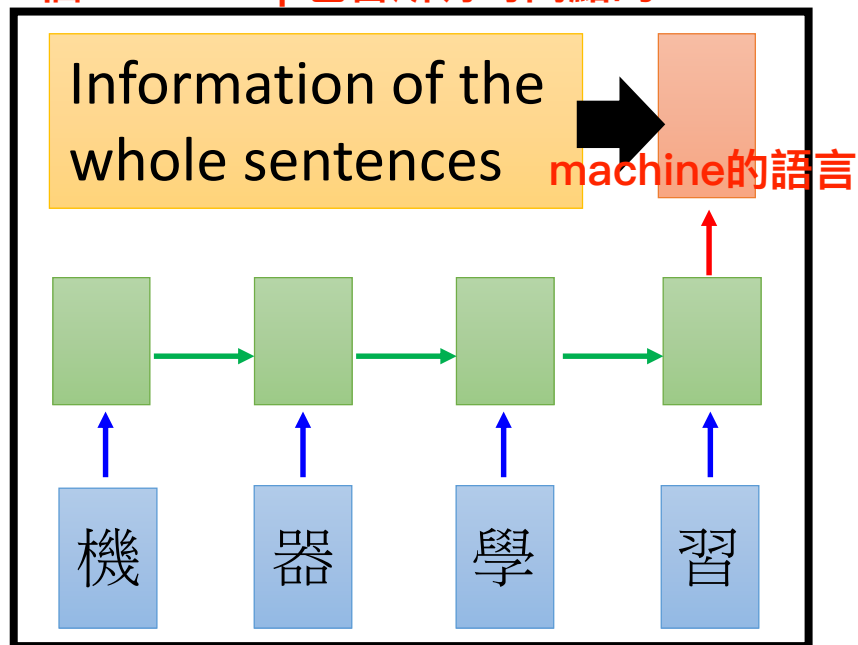 Information of the
whole sentences
machine的語言
機 器 學 習